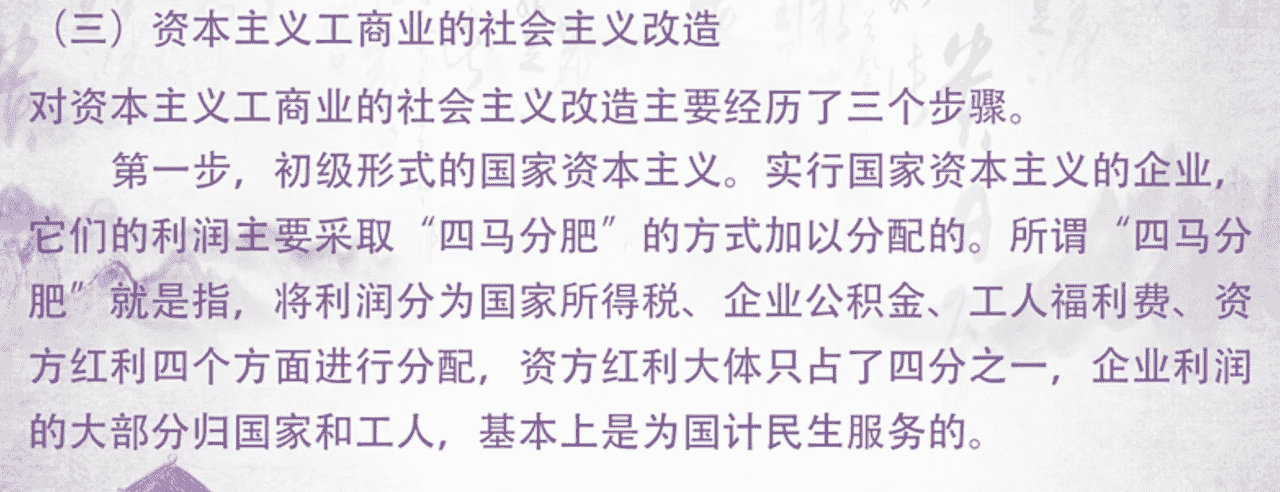 （三）资本主义工商业的社会主义改造
对资本主义工商业的社会主义改造主要经历了三个步骤。
第一步，初级形式的国家资本主义。实行国家资本主义的企业，
它们的利润主要采取“四马分肥”的方式加以分配的。所谓“四马分
肥”就是指，将利润分为国家所得税、企业公积金、工人福利费、资
方红利四个方面进行分配，资方红利大体只占了四分之一，企业利润
的大部分归国家和工人，基本上是为国计民生服务的。